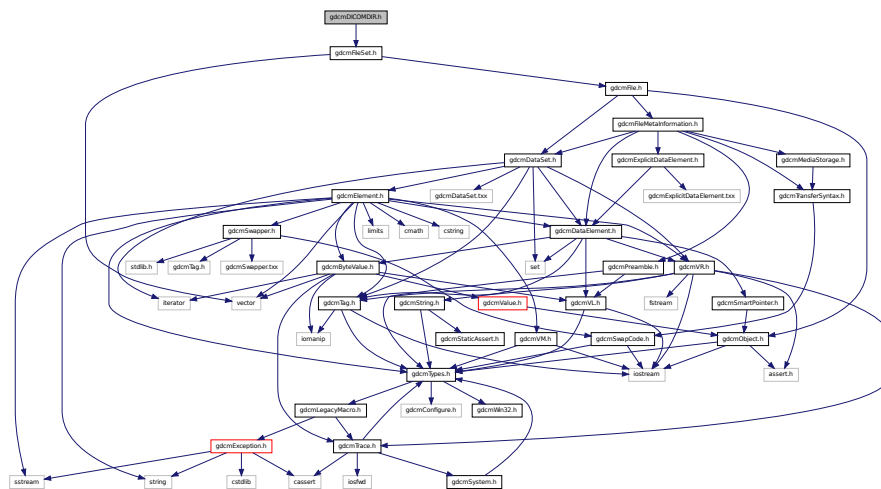 gdcmDICOMDIR.h
gdcmFileSet.h
gdcmFile.h
gdcmFileMetaInformation.h
gdcmDataSet.h
gdcmExplicitDataElement.h
gdcmMediaStorage.h
gdcmElement.h
gdcmDataSet.txx
gdcmExplicitDataElement.txx
gdcmTransferSyntax.h
gdcmSwapper.h
limits
cmath
cstring
gdcmDataElement.h
stdlib.h
gdcmTag.h
gdcmSwapper.txx
gdcmByteValue.h
set
gdcmPreamble.h
gdcmVR.h
iterator
vector
gdcmTag.h
gdcmString.h
gdcmValue.h
gdcmVL.h
fstream
gdcmSmartPointer.h
iomanip
gdcmStaticAssert.h
gdcmVM.h
gdcmSwapCode.h
gdcmObject.h
gdcmTypes.h
iostream
assert.h
gdcmLegacyMacro.h
gdcmConfigure.h
gdcmWin32.h
gdcmException.h
gdcmTrace.h
sstream
string
cstdlib
cassert
iosfwd
gdcmSystem.h